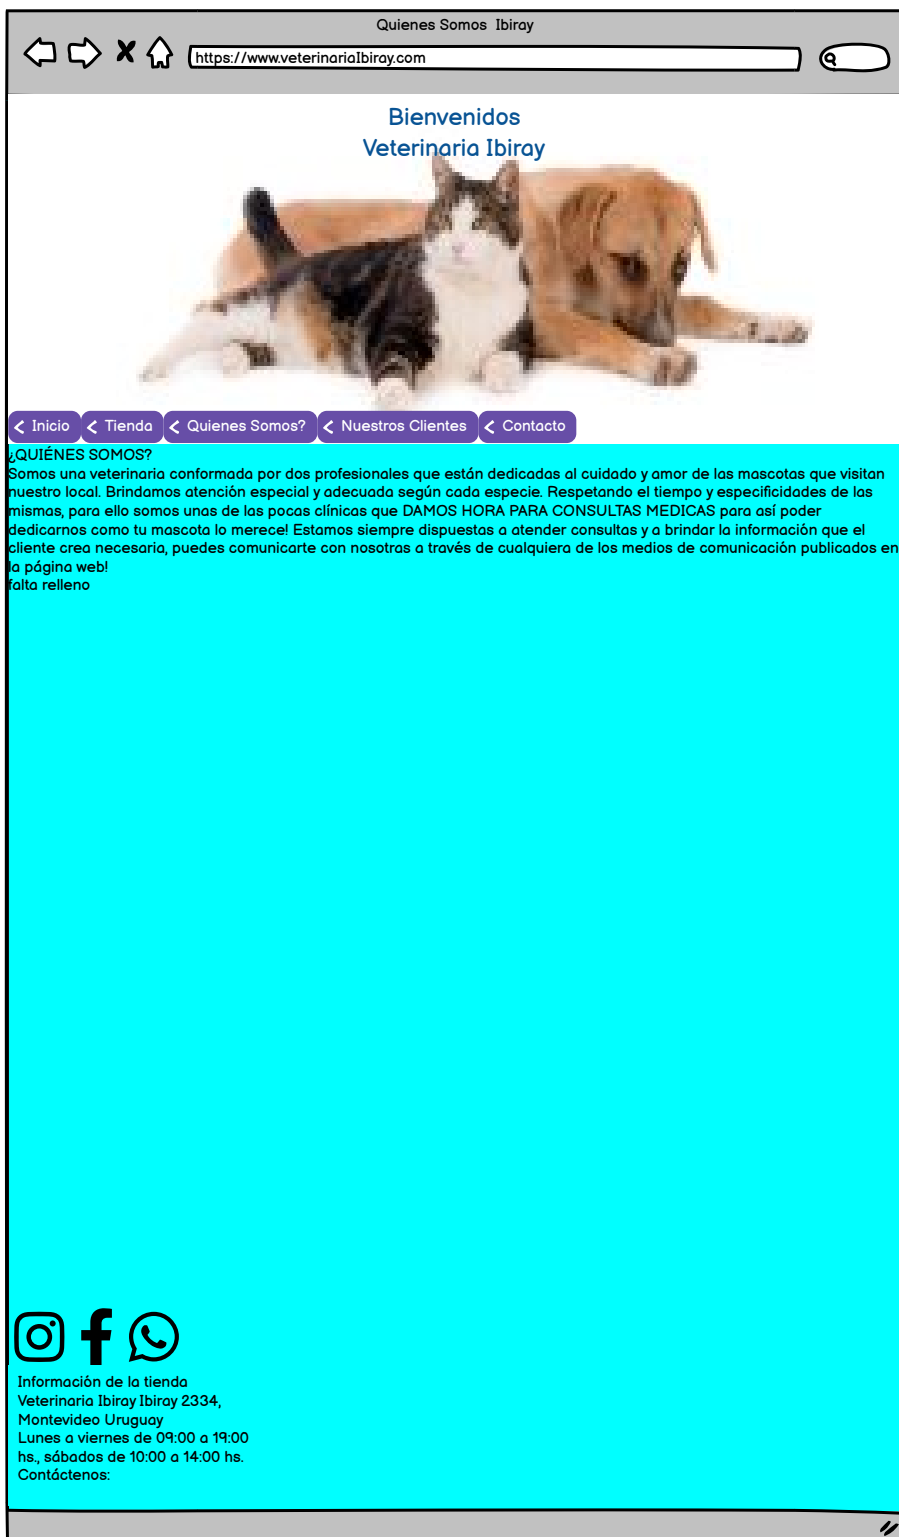 Quienes Somos  Ibiray
https://www.veterinariaIbiray.com
Bienvenidos
Veterinaria Ibiray
Inicio
Tienda
Quienes Somos?
Nuestros Clientes
Contacto
¿QUIÉNES SOMOS?
Somos una veterinaria conformada por dos profesionales que están dedicadas al cuidado y amor de las mascotas que visitan
nuestro local. Brindamos atención especial y adecuada según cada especie. Respetando el tiempo y especificidades de las
mismas, para ello somos unas de las pocas clínicas que DAMOS HORA PARA CONSULTAS MEDICAS para así poder
dedicarnos como tu mascota lo merece! Estamos siempre dispuestas a atender consultas y a brindar la información que el
cliente crea necesaria, puedes comunicarte con nosotras a través de cualquiera de los medios de comunicación publicados en
la página web!
falta relleno
Información de la tienda
Veterinaria Ibiray Ibiray 2334,
Montevideo Uruguay
Lunes a viernes de 09:00 a 19:00
hs., sábados de 10:00 a 14:00 hs.
Contáctenos: